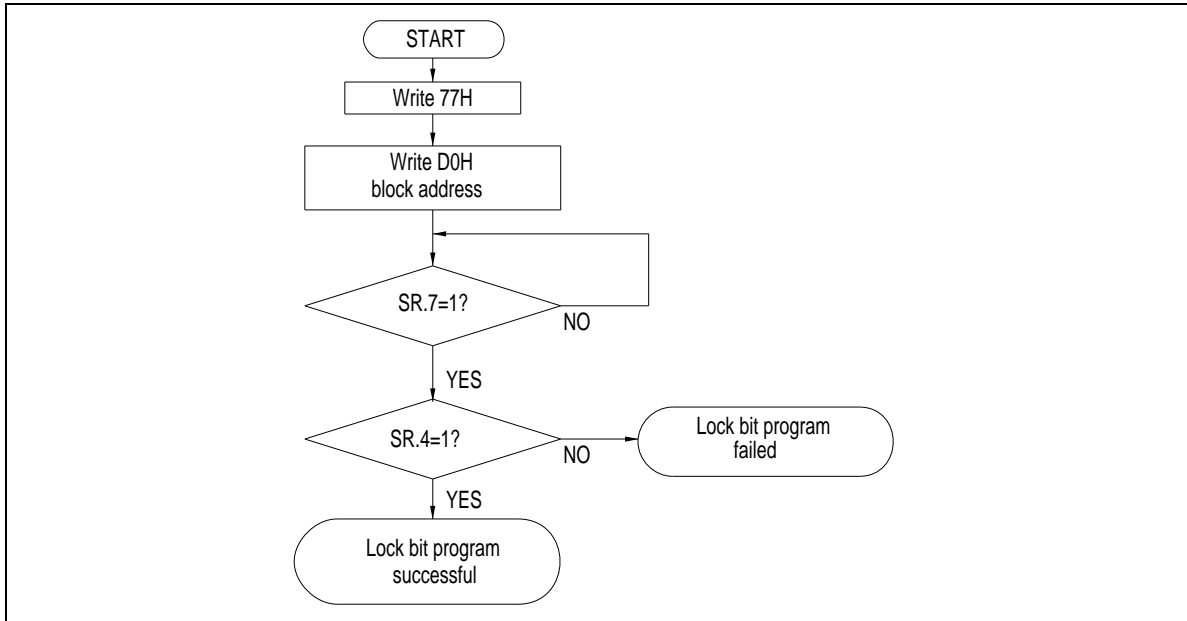 START
Write 77H
Write D0H
block address
SR.7=1?
NO
YES
SR.4=1?
NO
Lock bit program
failed
YES
Lock bit program
successful